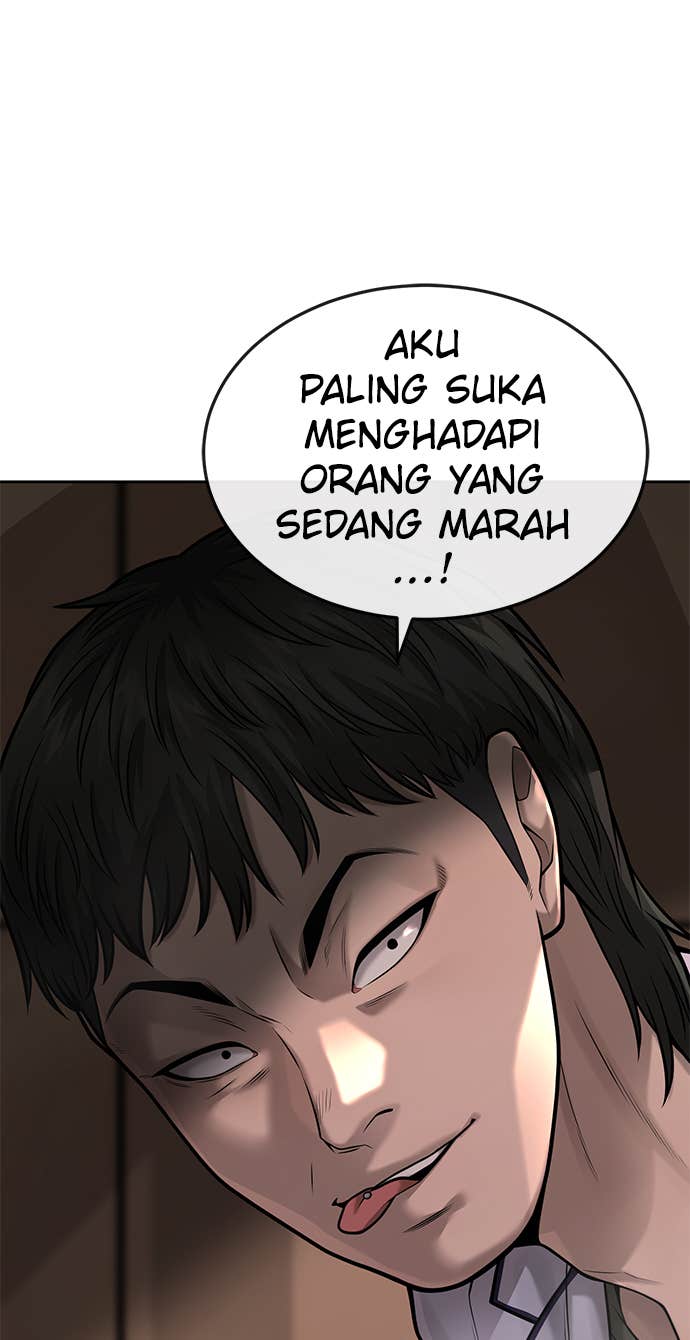 AKU
PALING SUKA
MENGHADAPI
ORANG YANG
SEDANG MARAH
...!